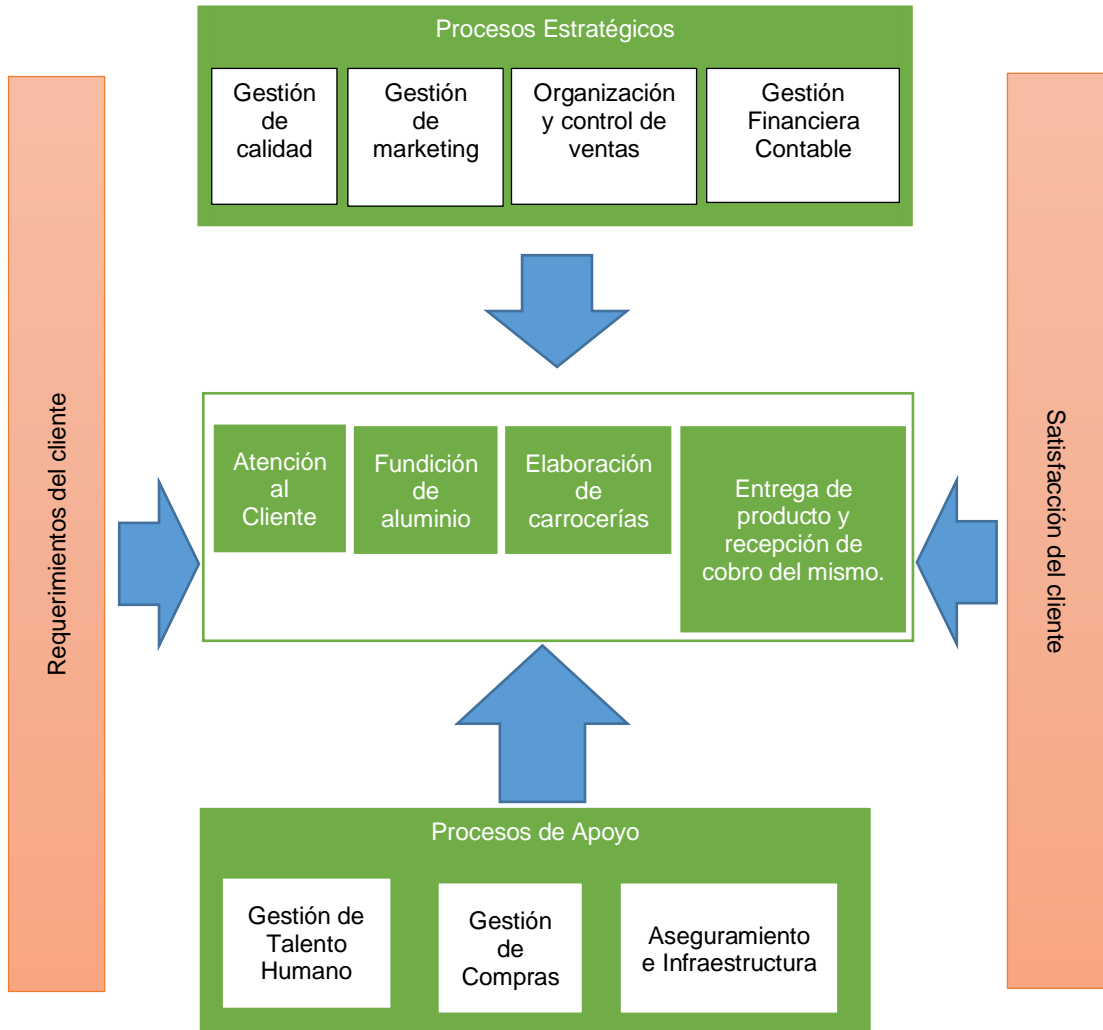 Procesos Estratégicos
Gestión
de
calidad
Gestión
de
marketing
Organización
y control de
ventas
Gestión
Financiera
Contable
Requerimientos del cliente
Atención
al
Cliente
Fundición
de
aluminio
Elaboración
de
carrocerías
Entrega de
producto y
recepción de
cobro del mismo.
Satisfacción del cliente
Procesos de Apoyo
Gestión de
Talento
Humano
Gestión
de
Compras
Aseguramiento
e Infraestructura